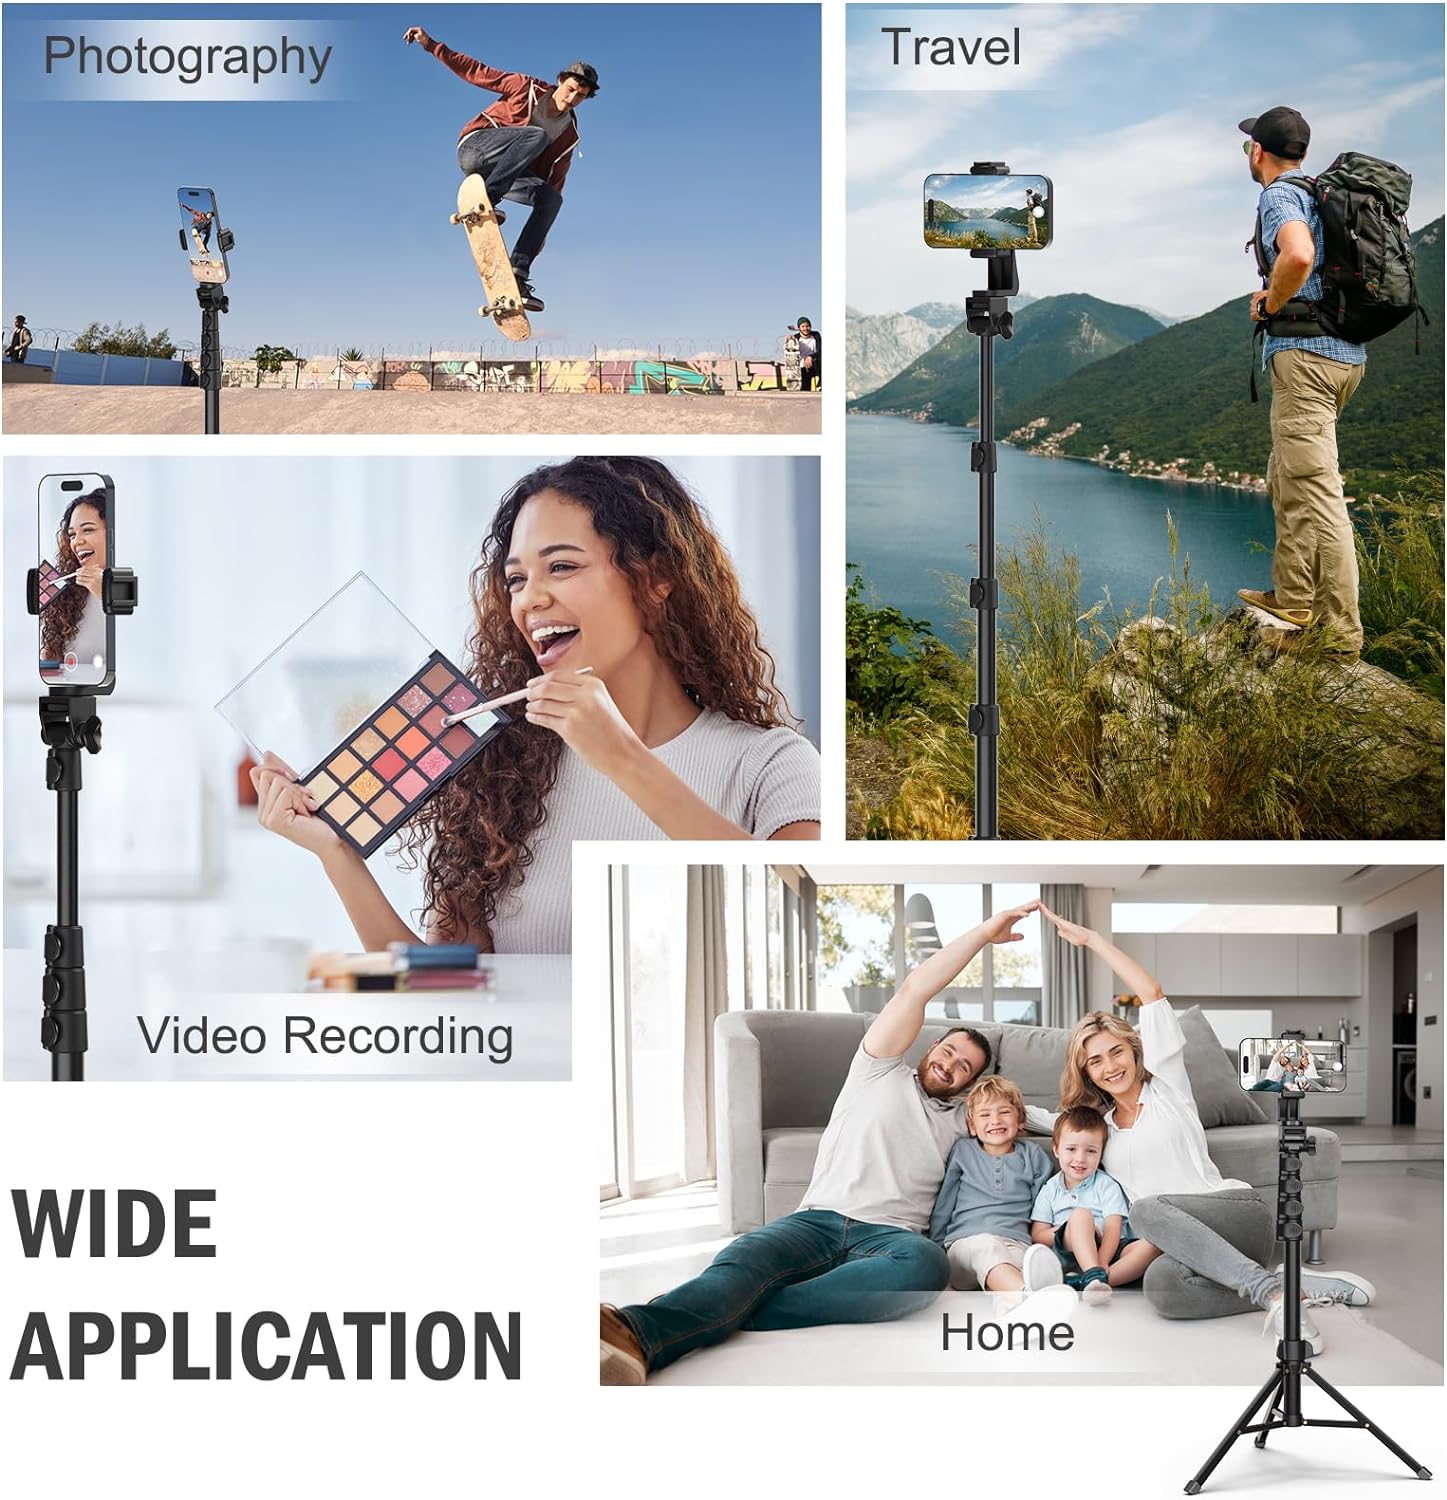 Photography
Travel
Video Recording
Home
WIDE
APPLICATION